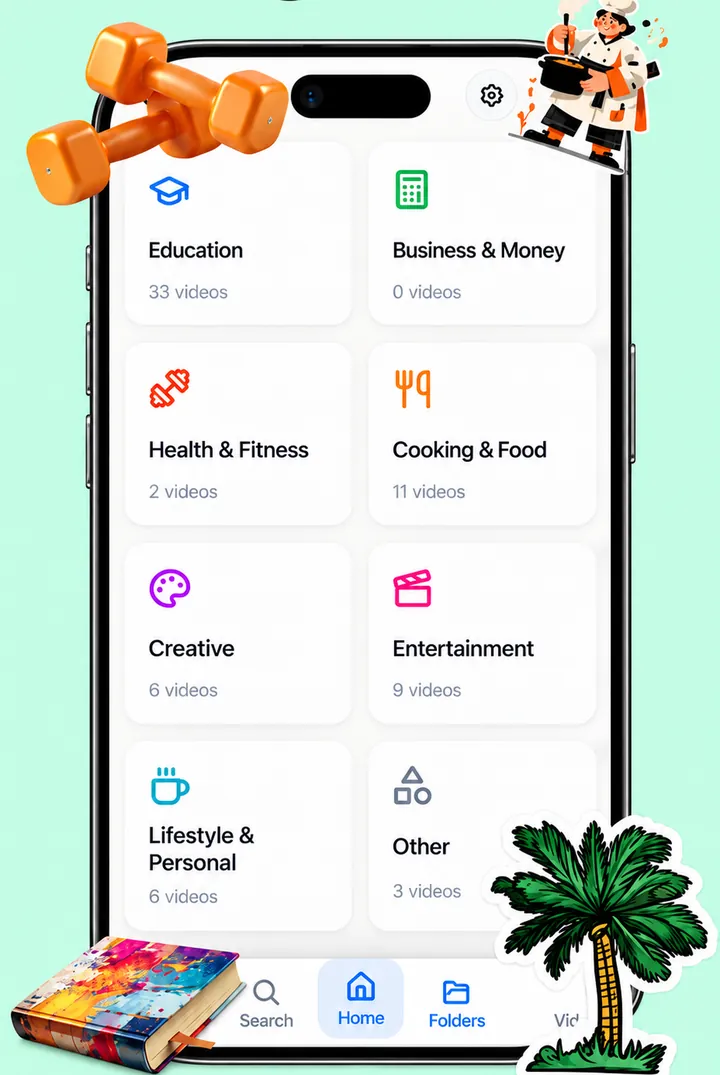 Education
33 videos
Business & Money
0 videos
Health & Fitness
2 videos
Cooking & Food
11 videos
Creative
6 videos
Entertainment
9 videos
Lifestyle &
Personal
6 videos
Other
3 videos
Search
Home
Folders
Vid